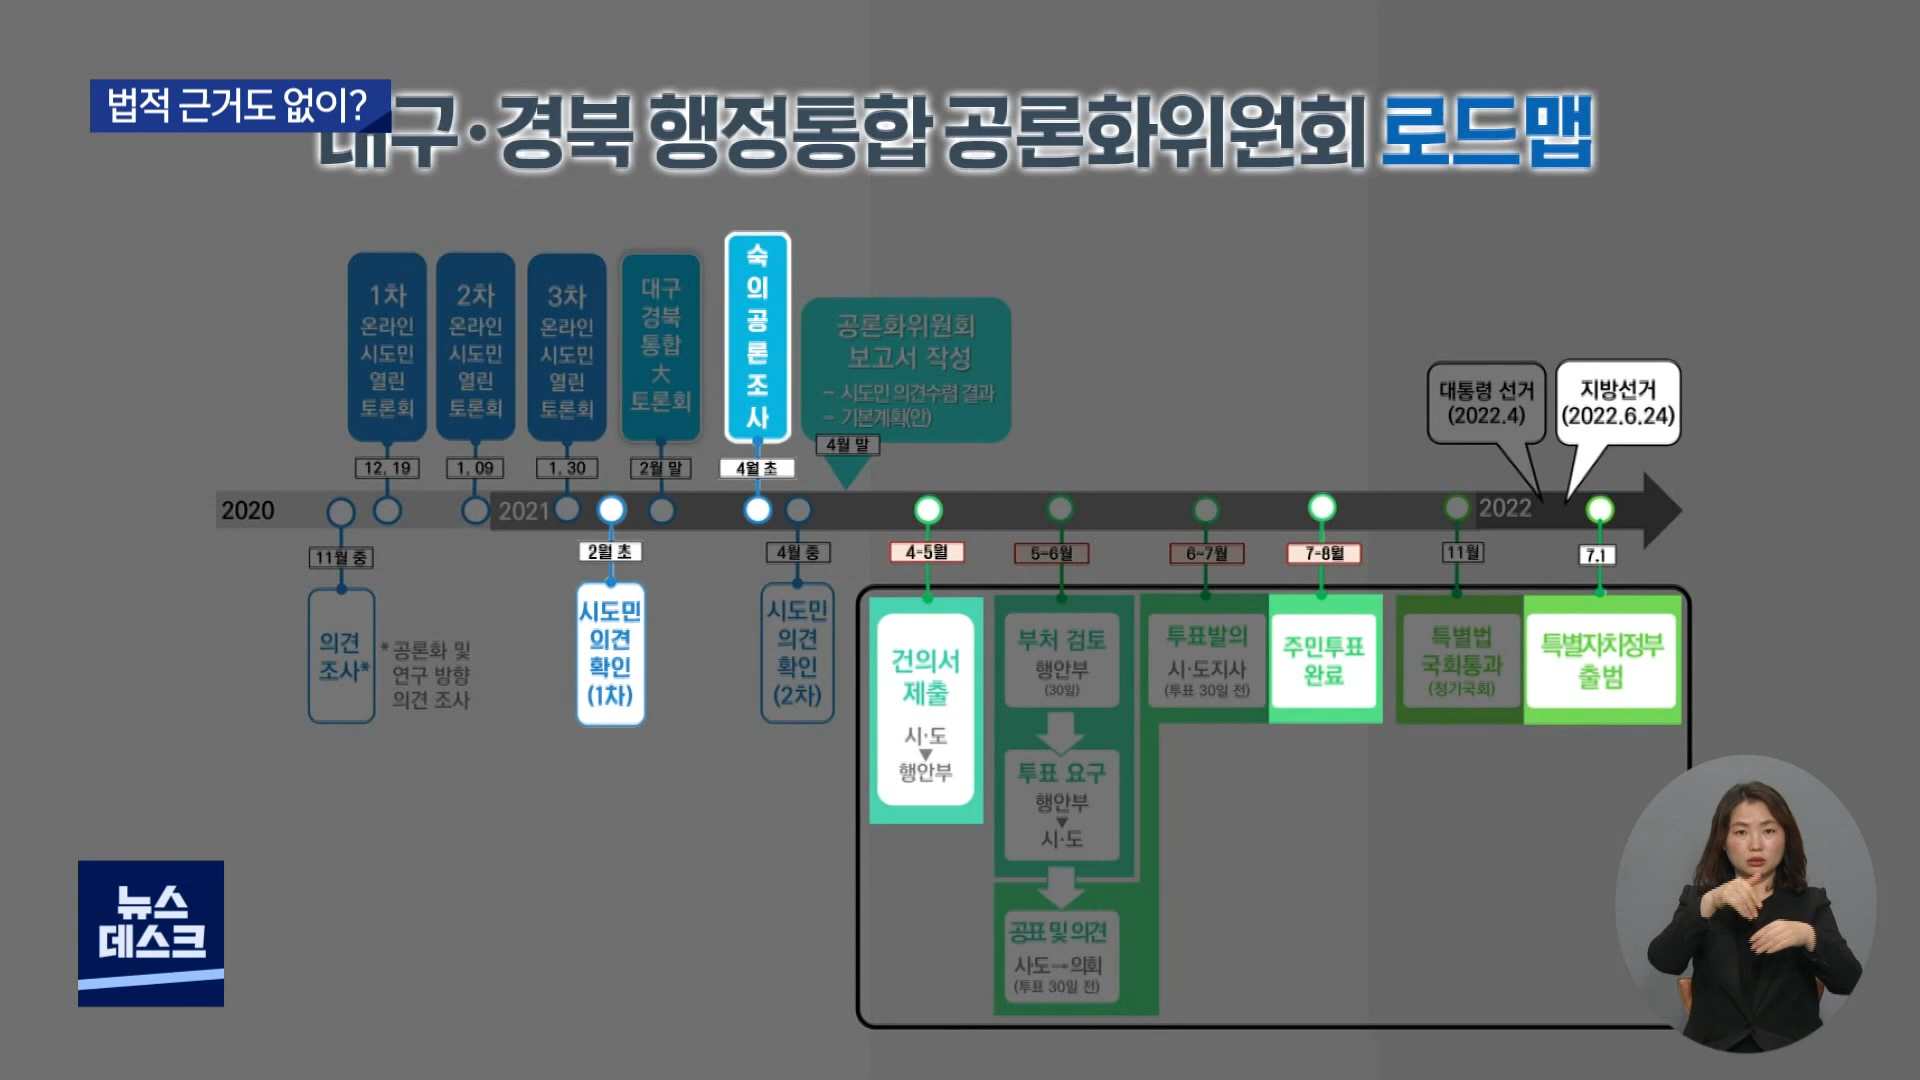 법적 근거도 없이?
대구·경북 행정통합 공론화위원회 로드맵
1차
온라인
시도민
열린
토론회
2차
온라인
시도민
열린
토론회
3차
온라인
시도민
열린
토론회
대구
경북
통합
大
토론회
숙
의
공
론
조
사
공론화위원회
보고서 작성
- 시도민 의견수렴 결과
- 기본계획(안)
대통령 선거
(2022.4)
지방선거
(2022.6.24)
12. 19
1. 09
1. 30
2월 말
4월 초
4월 말
2020
2021
2022
11월 중
2월 초
4월 중
4-5월
5-6월
6-7월
7-8월
11월
7.1
의견
조사*
* 공론화 및
연구 방향
의견 조사
시도민
의견
확인
(1차)
시도민
의견
확인
(2차)
건의서
제출
시·도
▼
행안부
부처 검토
행안부
(30일)
투표 요구
행안부
▼
시·도
공표 및 의견
사도→의회
(투표 30일 전)
투표발의
시·도지사
(투표 30일 전)
주민투표
완료
특별법
국회통과
(정기국회)
특별자치정부
출범
뉴스
데스크